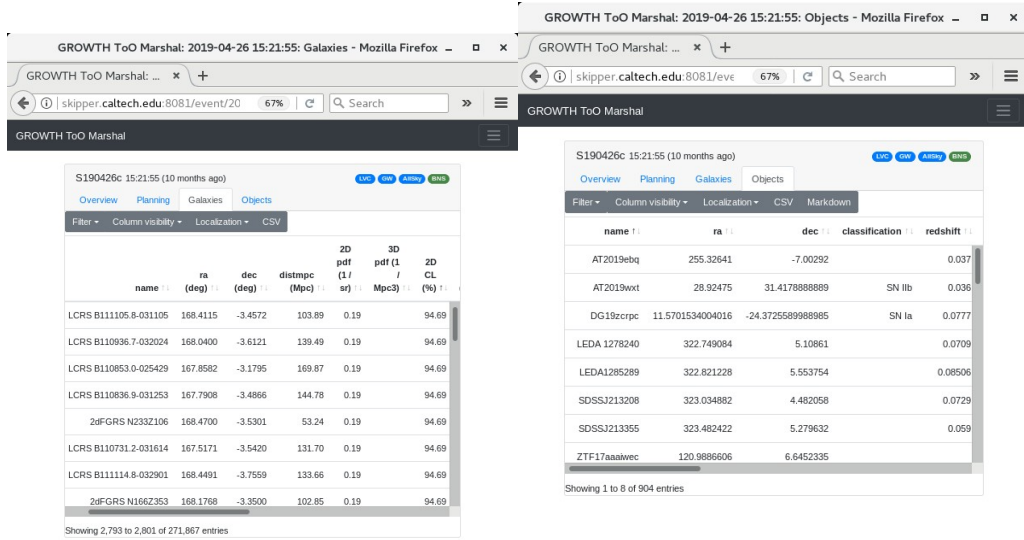 GROWTH ToO Marshal: 2019-04-26 15:21:55: Galaxies - Mozilla Firefox
GROWTH ToO Marshal: ...
skipper.caltech.edu:8081/event/20 67% Search
GROWTH ToO Marshal
S190426c 15:21:55 (10 months ago) LVC GW AllSky BNS
Overview Planning Galaxies Objects
Filter Column visibility Localization CSV
name ra (deg) dec (deg) distmpc (Mpc) 2D pdf (1 / sr) 3D pdf (1 / Mpc3) 2D CL (%)
LCRS B111105.8-031105 168.4115 -3.4572 103.89 0.19 94.69
LCRS B110936.7-032024 168.0400 -3.6121 139.49 0.19 94.69
LCRS B110853.0-025429 167.8582 -3.1795 169.87 0.19 94.69
LCRS B110836.9-031253 167.7908 -3.4866 144.78 0.19 94.69
2dFGRS N233Z106 168.4700 -3.5301 53.24 0.19 94.69
LCRS B110731.2-031614 167.5171 -3.5420 131.70 0.19 94.69
LCRS B111114.8-032901 168.4491 -3.7559 133.66 0.19 94.69
2dFGRS N166Z353 168.1768 -3.3500 102.85 0.19 94.69
Showing 2,793 to 2,801 of 271,867 entries
GROWTH ToO Marshal: 2019-04-26 15:21:55: Objects - Mozilla Firefox
GROWTH ToO Marshal: ...
skipper.caltech.edu:8081/eve 67% Search
GROWTH ToO Marshal
S190426c 15:21:55 (10 months ago) LVC GW AllSky BNS
Overview Planning Galaxies Objects
Filter Column visibility Localization CSV Markdown
name ra dec classification redshift
AT2019ebq 255.32641 -7.00292 0.037
AT2019wxt 28.92475 31.4178888889 SN IIb 0.036
DG19zcrpc 11.5701534004016 -24.3725589998985 SN Ia 0.0777
LEDA 1278240 322.749084 5.10861 0.0709
LEDA1285289 322.821228 5.553754 0.08506
SDSSJ213208 323.034882 4.482058 0.0729
SDSSJ213355 323.482422 5.279632 0.059
ZTF17aaaiwec 120.9886606 6.6452335
Showing 1 to 8 of 904 entries